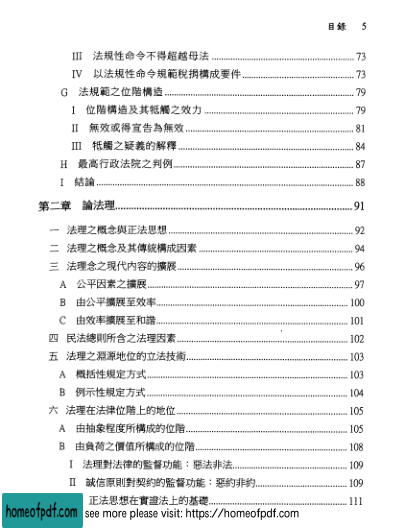 目錄 5
III 法規性命令不得超越母法 73
IV 以法規性命令規範稅捐構成要件 73
G 法規範之位階構造 79
I 位階構造及其牴觸之效力 79
II 無效或得宣告為無效 81
III 牴觸之疑義的解釋 84
H 最高行政法院之判例 87
I 結論 88
第二章 論法理 91
一 法理之概念與正法思想 92
二 法理之概念及其傳統構成因素 94
三 法理念之現代內容的擴展 96
A 公平因素之擴展 97
B 由公平擴展至效率 100
C 由效率擴展至和諧 101
四 民法總則所含之法理因素 102
五 法理之淵源地位的立法技術 103
A 概括性規定方式 103
B 例示性規定方式 104
六 法理在法律位階上的地位 105
A 由抽象程度所構成的位階 105
B 由負荷之價值所構成的位階 108
I 法理對法律的監督功能：惡法非法 109
II 誠信原則對契約的監督功能：惡約非約 109
正法思想在實證法上的基礎 111
homeofpdf.com see more please visit: https://homeofpdf.com